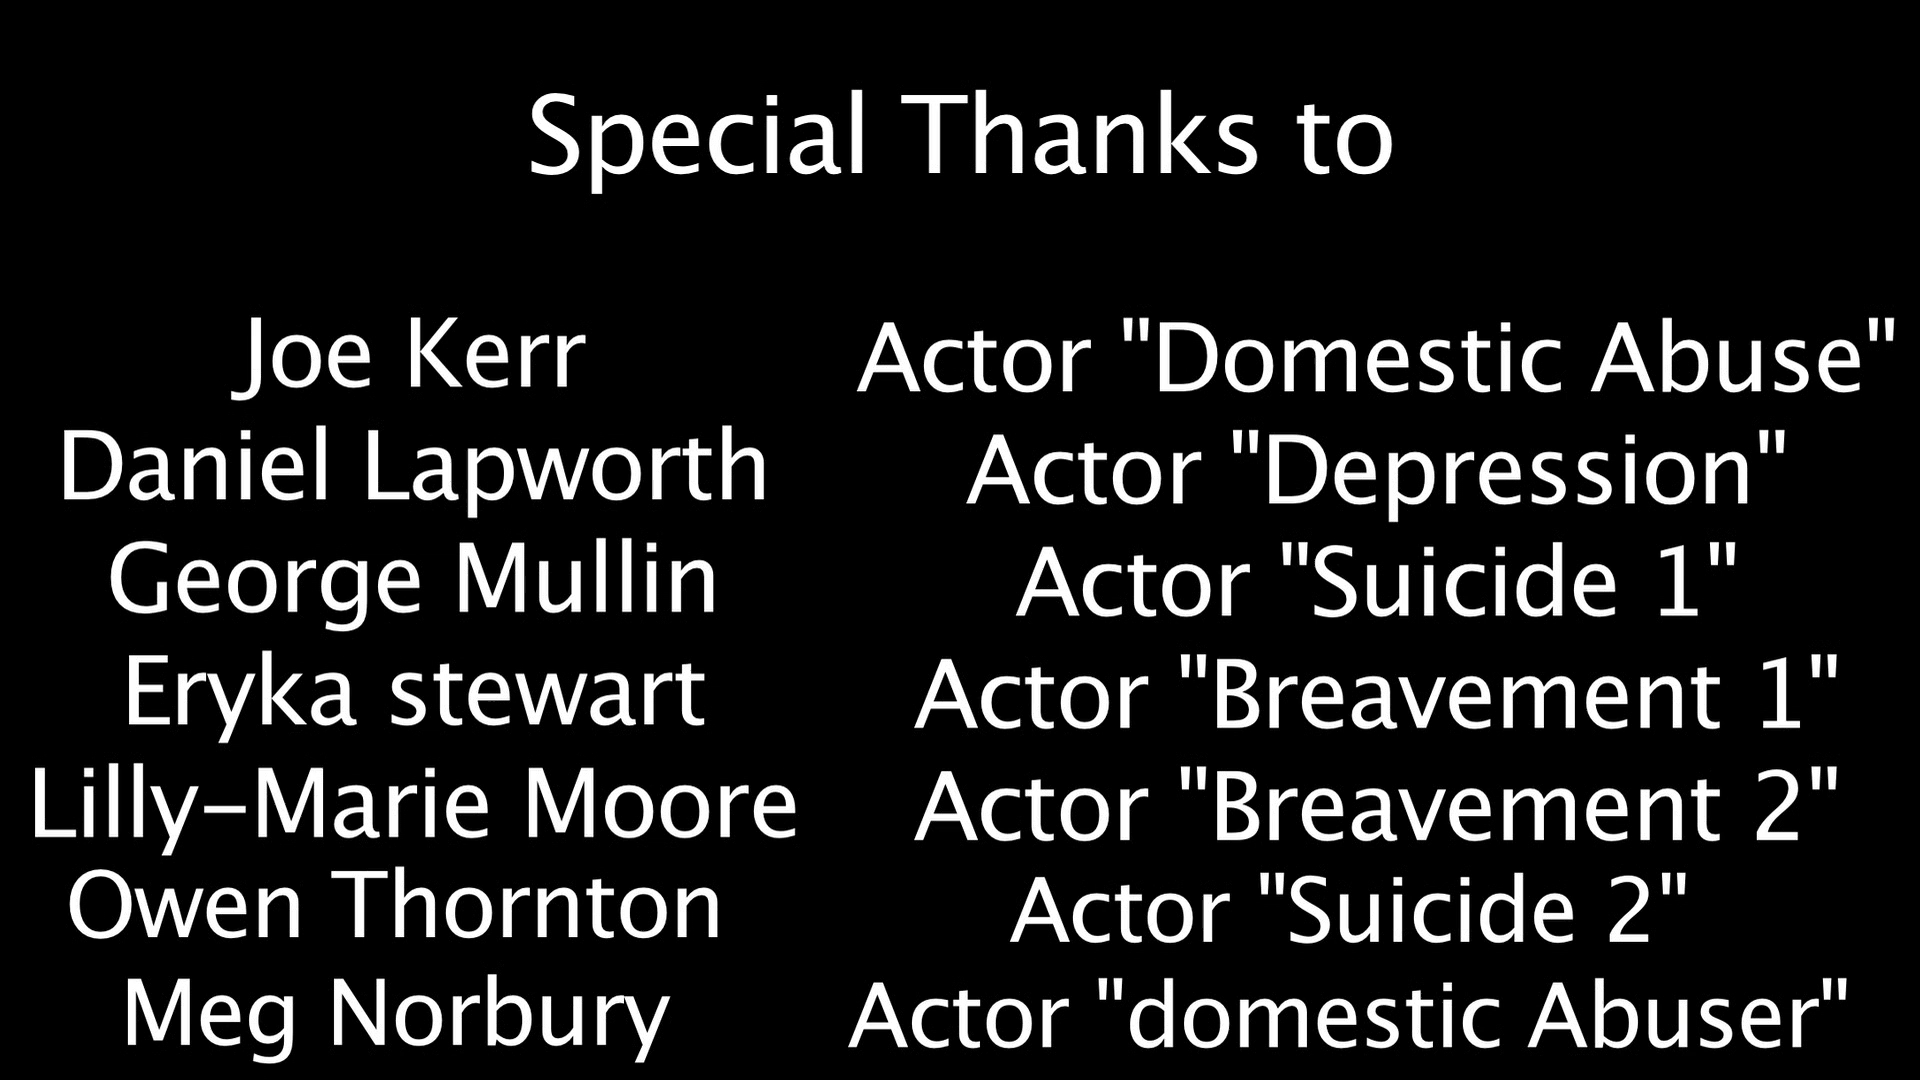 Special Thanks to
Joe Kerr Actor "Domestic Abuse"
Daniel Lapworth Actor "Depression"
George Mullin Actor "Suicide 1"
Eryka stewart Actor "Breavement 1"
Lilly-Marie Moore Actor "Breavement 2"
Owen Thornton Actor "Suicide 2"
Meg Norbury Actor "domestic Abuser"